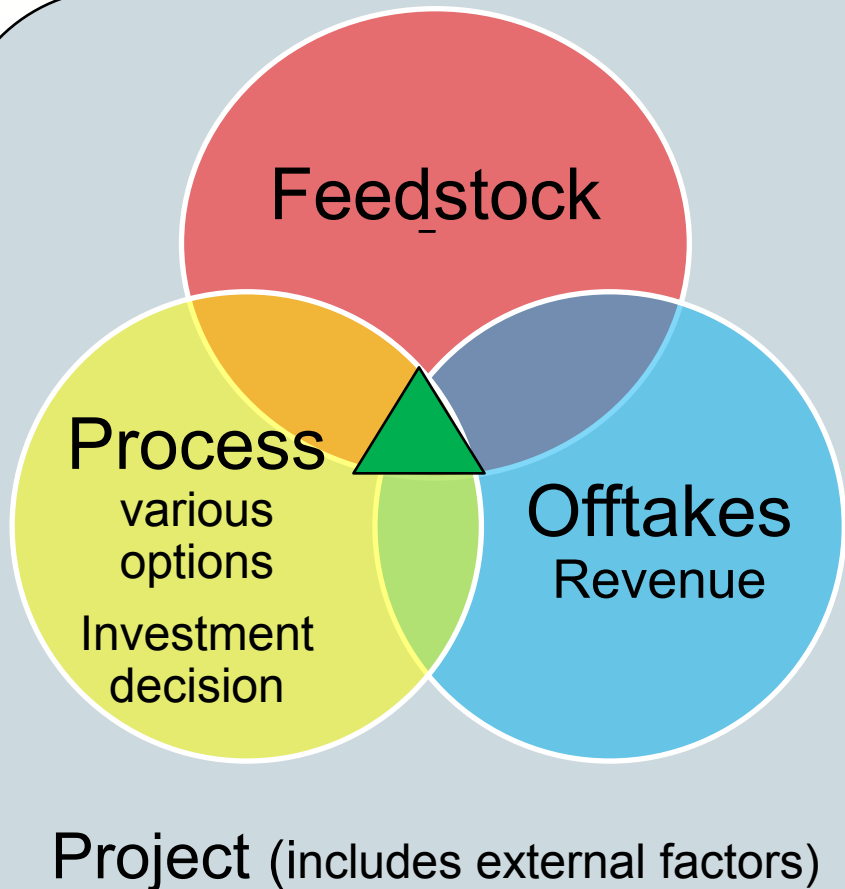 Feedstock
Process
various
options
Investment
decision
Offtakes
Revenue
Project (includes external factors)